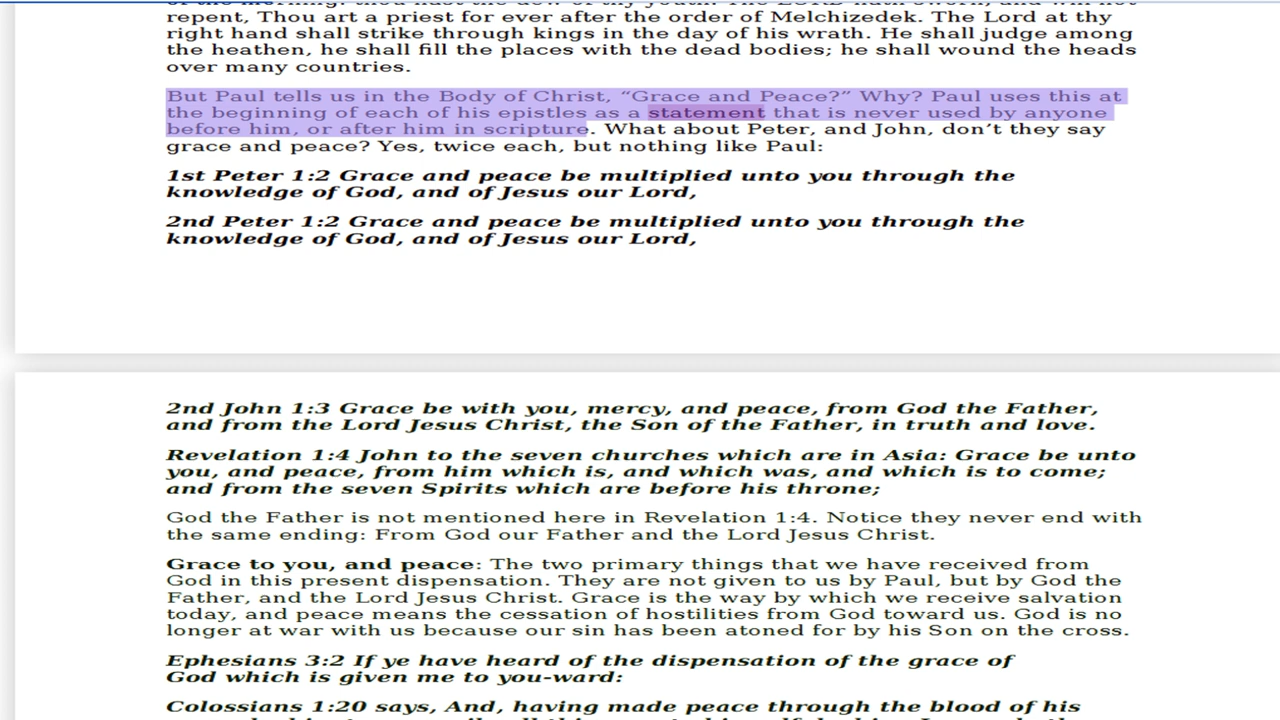 repent, Thou art a priest for ever after the order of Melchizedek. The Lord at thy
right hand shall strike through kings in the day of his wrath. He shall judge among
the heathen, he shall fill the places with the dead bodies; he shall wound the heads
over many countries.
But Paul tells us in the Body of Christ, “Grace and Peace?” Why? Paul uses this at
the beginning of each of his epistles as a statement that is never used by anyone
before him, or after him in scripture. What about Peter, and John, don’t they say
grace and peace? Yes, twice each, but nothing like Paul:
1st Peter 1:2 Grace and peace be multiplied unto you through the
knowledge of God, and of Jesus our Lord,
2nd Peter 1:2 Grace and peace be multiplied unto you through the
knowledge of God, and of Jesus our Lord,
2nd John 1:3 Grace be with you, mercy, and peace, from God the Father,
and from the Lord Jesus Christ, the Son of the Father, in truth and love.
Revelation 1:4 John to the seven churches which are in Asia: Grace be unto
you, and peace, from him which is, and which was, and which is to come;
and from the seven Spirits which are before his throne;
God the Father is not mentioned here in Revelation 1:4. Notice they never end with
the same ending: From God our Father and the Lord Jesus Christ.
Grace to you, and peace: The two primary things that we have received from
God in this present dispensation. They are not given to us by Paul, but by God the
Father, and the Lord Jesus Christ. Grace is the way by which we receive salvation
today, and peace means the cessation of hostilities from God toward us. God is no
longer at war with us because our sin has been atoned for by his Son on the cross.
Ephesians 3:2 If ye have heard of the dispensation of the grace of
God which is given me to you-ward:
Colossians 1:20 says, And, having made peace through the blood of his